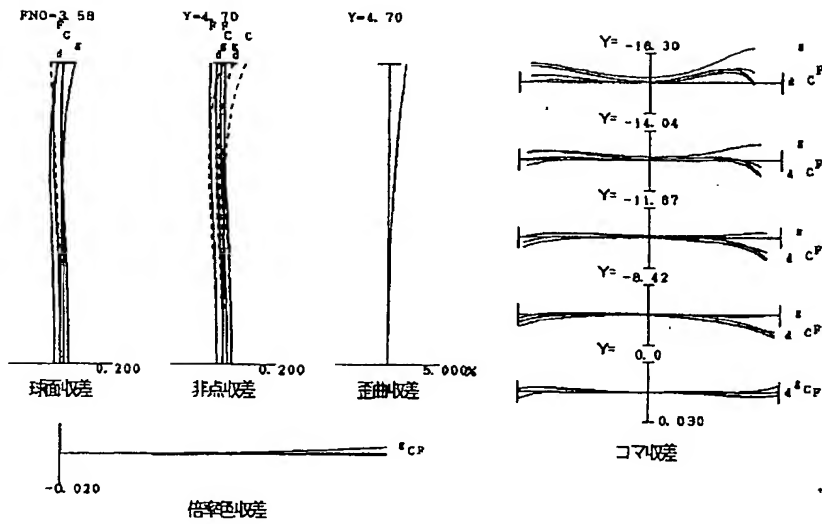 FNO=3.58
F
C
g
d
球面収差
0.200
Y=4.70
F F
C
g g C
d d
非点収差
0.200
Y=4.70
歪曲収差
5.000%
Y= -16.30
g
d C F
Y= -14.04
d C F
Y= -11.87
g
d C F
Y= -8.42
g
d C F
Y= 0.0
d g C F
0.030
コマ収差
g C F
-0.020
倍率色収差